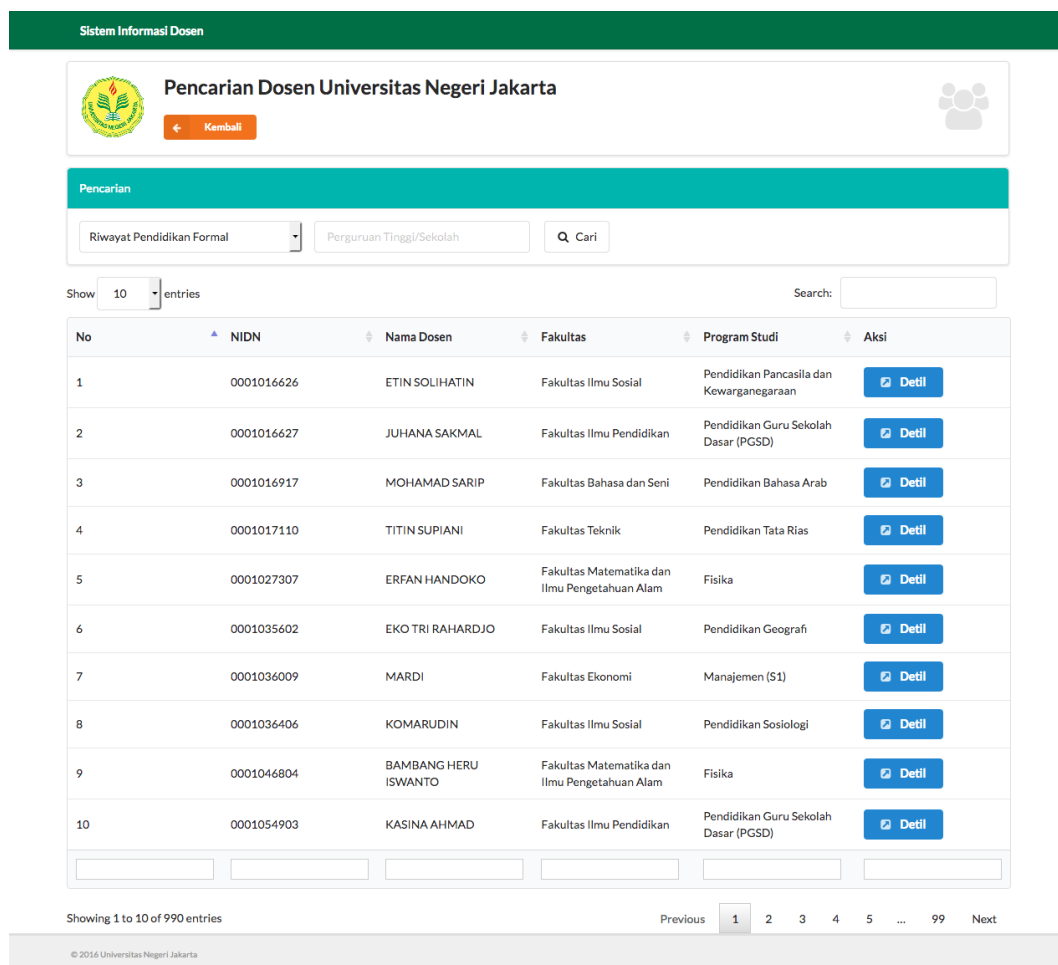 Sistem Informasi Dosen
Pencarian Dosen Universitas Negeri Jakarta
Kembali
Pencarian
Riwayat Pendidikan Formal Perguruan Tinggi/Sekolah Cari
Show 10 entries Search:
No NIDN Nama Dosen Fakultas Program Studi Aksi
1 0001016626 ETIN SOLIHATIN Fakultas Ilmu Sosial Pendidikan Pancasila dan
Kewarganegaraan Detil
2 0001016627 JUHANA SAKMAL Fakultas Ilmu Pendidikan Pendidikan Guru Sekolah
Dasar (PGSD) Detil
3 0001016917 MOHAMAD SARIP Fakultas Bahasa dan Seni Pendidikan Bahasa Arab Detil
4 0001017110 TITIN SUPIANI Fakultas Teknik Pendidikan Tata Rias Detil
5 0001027307 ERFAN HANDOKO Fakultas Matematika dan
Ilmu Pengetahuan Alam Fisika Detil
6 0001035602 EKO TRI RAHARDJO Fakultas Ilmu Sosial Pendidikan Geografi Detil
7 0001036009 MARDI Fakultas Ekonomi Manajemen (S1) Detil
8 0001036406 KOMARUDIN Fakultas Ilmu Sosial Pendidikan Sosiologi Detil
9 0001046804 BAMBANG HERU
ISWANTO Fakultas Matematika dan
Ilmu Pengetahuan Alam Fisika Detil
10 0001054903 KASINA AHMAD Fakultas Ilmu Pendidikan Pendidikan Guru Sekolah
Dasar (PGSD) Detil
Showing 1 to 10 of 990 entries Previous 1 2 3 4 5 ... 99 Next
© 2016 Universitas Negeri Jakarta